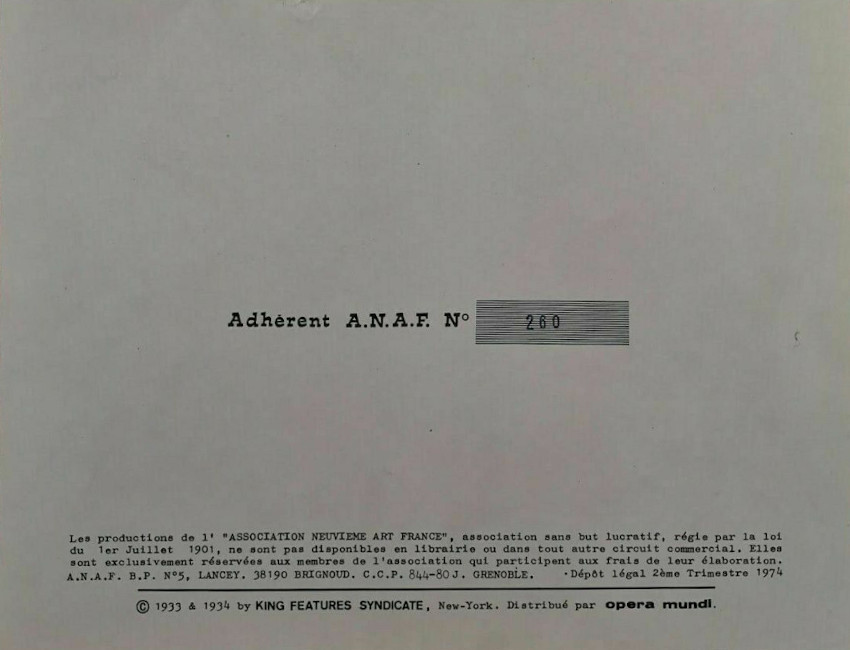 Adhérent A.N.A.F. N° 260
Les productions de l' "ASSOCIATION NEUVIEME ART FRANCE", association sans but lucratif, régie par la loi
du 1er Juillet 1901, ne sont pas disponibles en librairie ou dans tout autre circuit commercial. Elles
sont exclusivement réservées aux membres de l'association qui participent aux frais de leur élaboration.
A.N.A.F. B.P. N°5, LANCEY. 38190 BRIGNOUD. C.C.P. 844-80 J. GRENOBLE. ·Dépôt légal 2ème Trimestre 1974
© 1933 & 1934 by KING FEATURES SYNDICATE, New-York. Distribué par opera mundi.